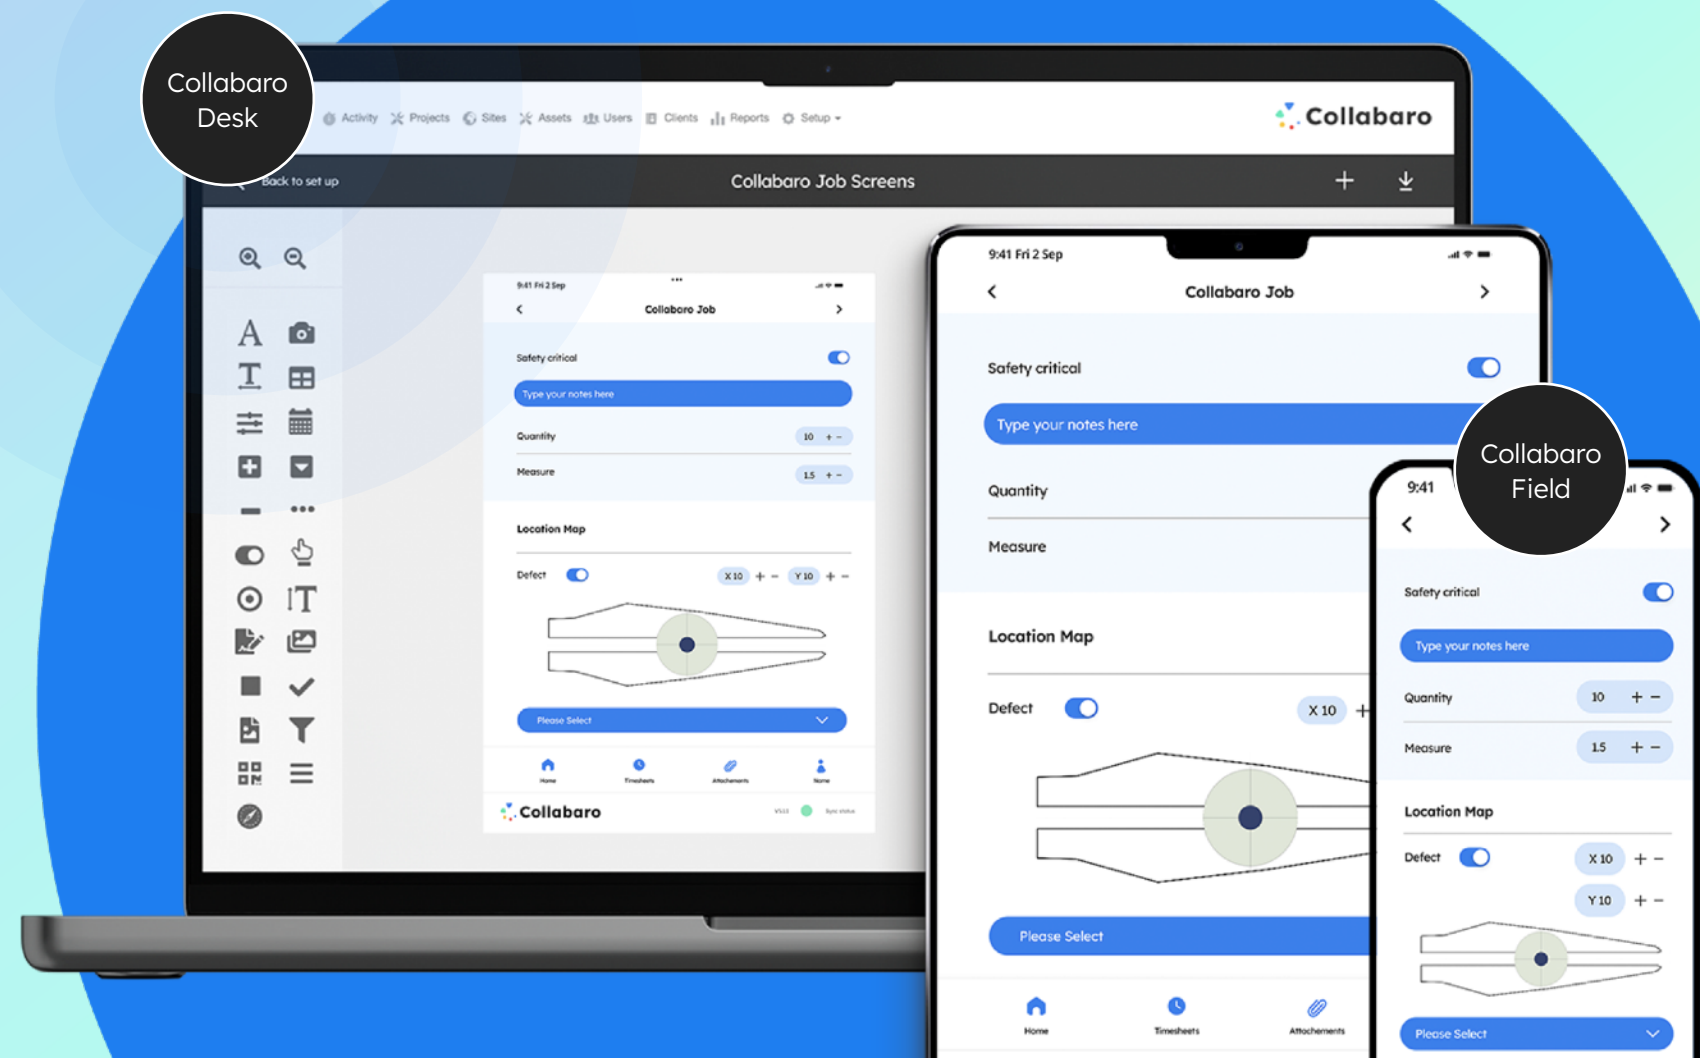 Collabaro
Desk
Activity Projects Sites Assets Users Clients Reports Setup
Collabaro
Back to set up
Collabaro Job Screens
9:41 Fri 2 Sep
Collabaro Job
Safety critical
Type your notes here
Quantity
10 + −
Measure
1.5 + −
Location Map
Defect
X 10 + − Y 10 + −
Please Select
Home Timesheets Attachements Name
Collabaro
Sync status
9:41 Fri 2 Sep
Collabaro Job
Safety critical
Type your notes here
Quantity
Measure
Location Map
Defect
X 10 +
Please Select
Home Timesheets Attachements
Collabaro
Field
9:41
Safety critical
Type your notes here
Quantity
10 + −
Measure
1.5 + −
Location Map
Defect
X 10 + −
Y 10 + −
Please Select